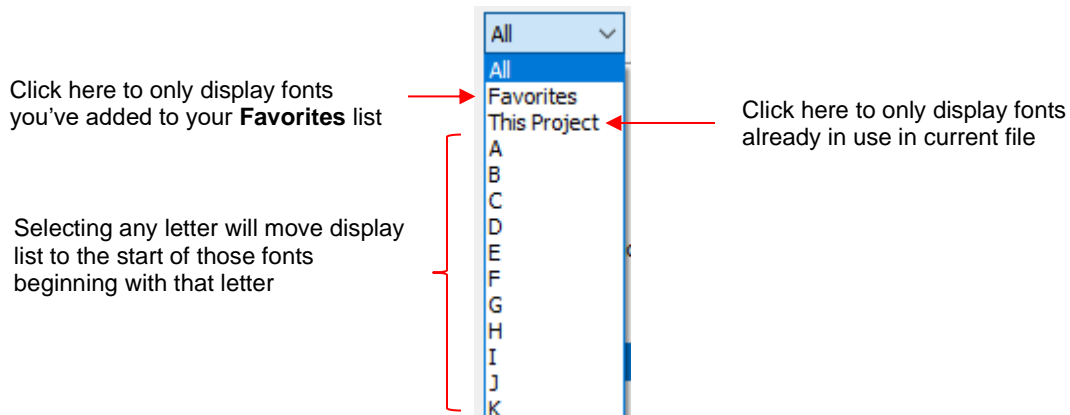 All
All
Click here to only display fonts
you've added to your Favorites list
Favorites
This Project
Click here to only display fonts
already in use in current file
A
B
C
D
E
F
G
H
I
J
K
Selecting any letter will move display
list to the start of those fonts
beginning with that letter